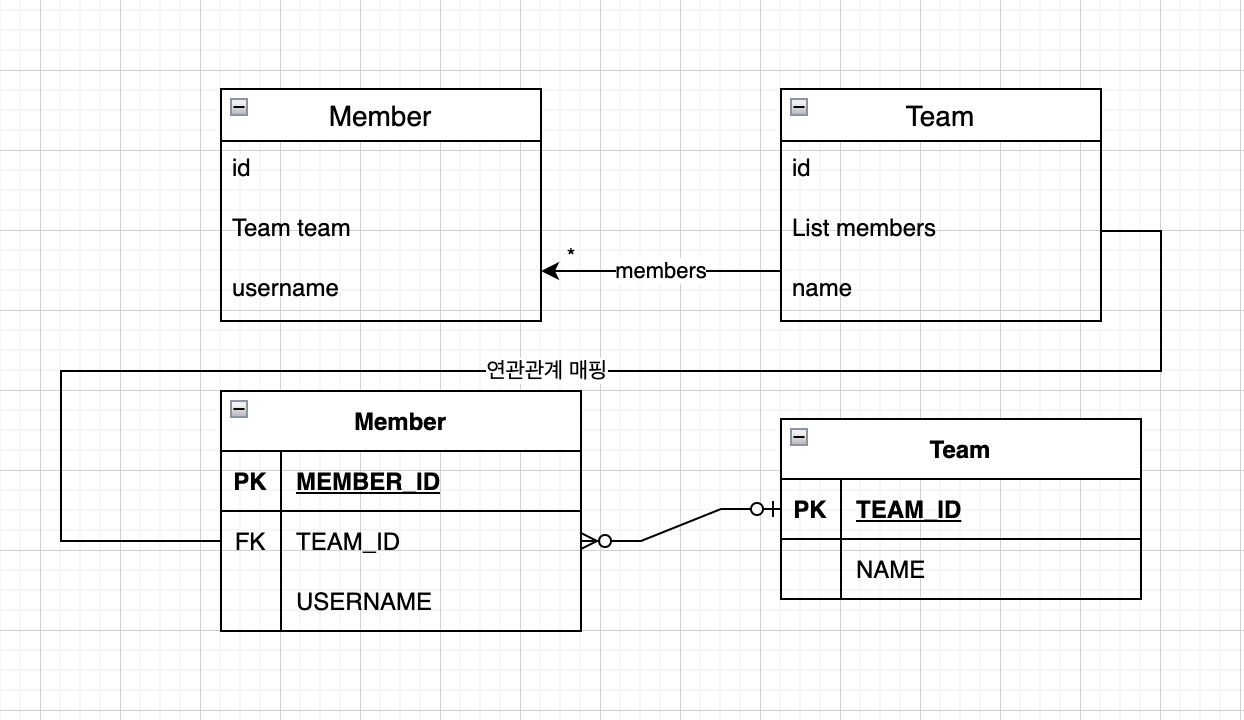 Member
id
Team team
username
Team
id
List members
name
*
members
연관관계 매핑
Member
PK MEMBER_ID
FK TEAM_ID
USERNAME
Team
PK TEAM_ID
NAME